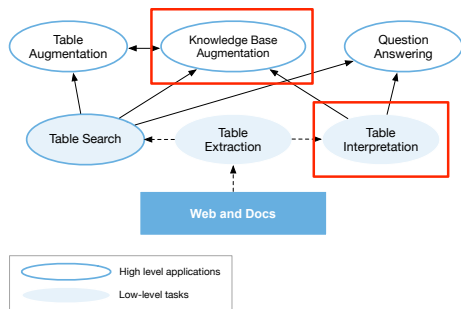 Table
Augmentation
Knowledge Base
Augmentation
Question
Answering
Table Search
Table
Extraction
Table
Interpretation
Web and Docs
High level applications
Low-level tasks